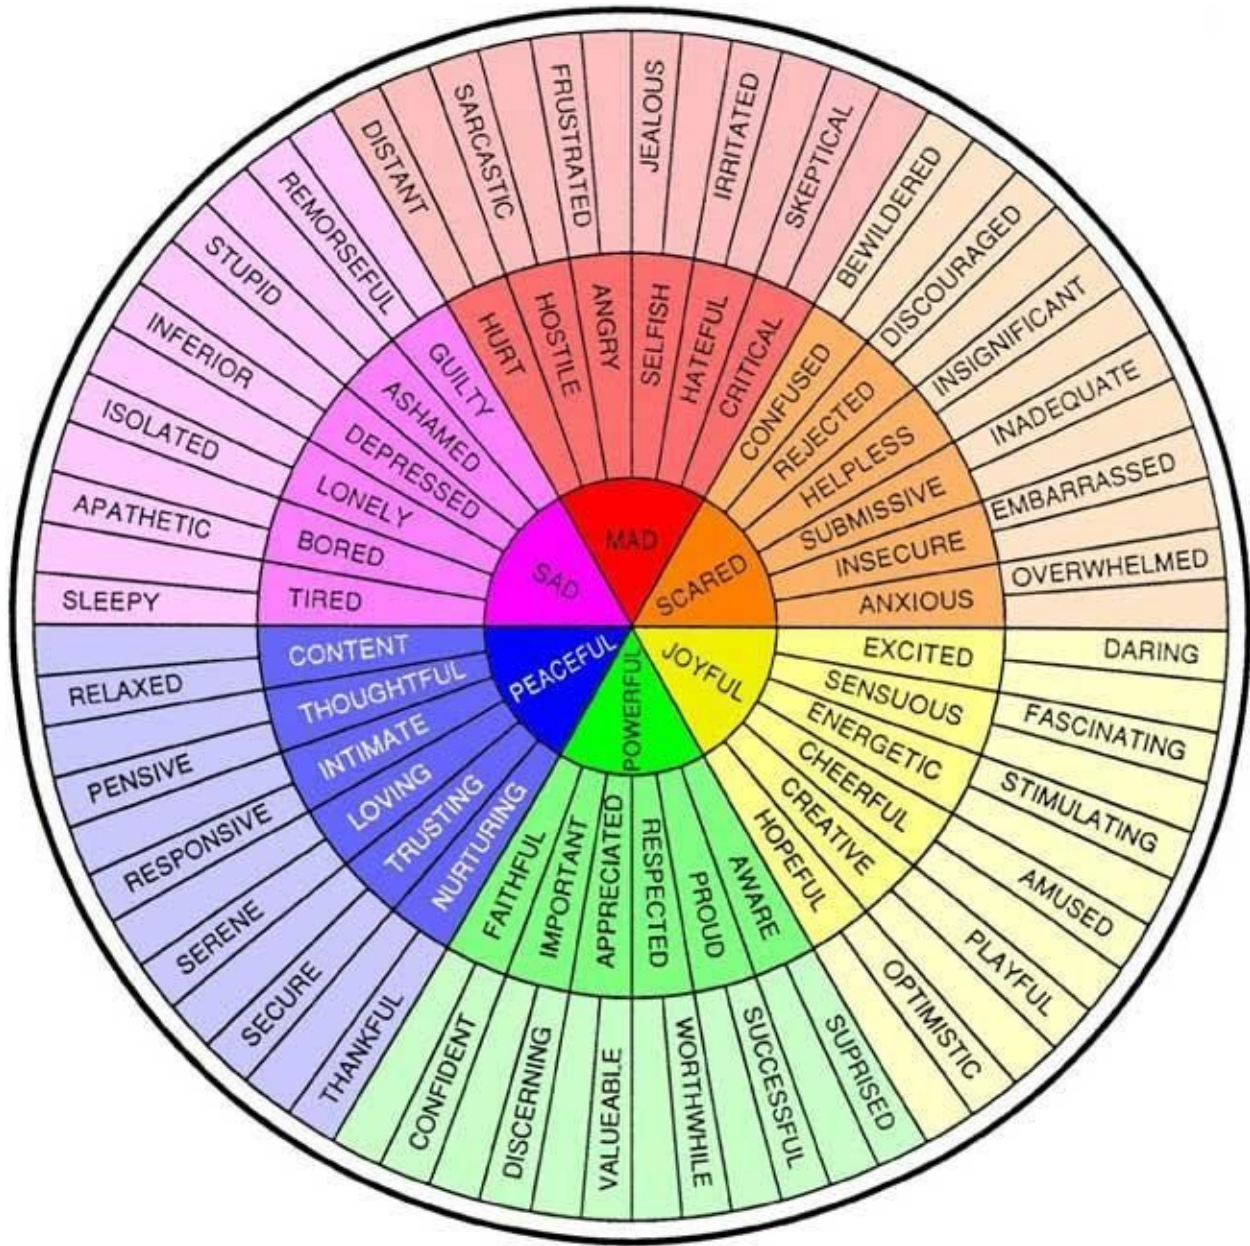 MAD
SCARED
JOYFUL
POWERFUL
PEACEFUL
SAD
HURT
HOSTILE
ANGRY
SELFISH
HATEFUL
CRITICAL
CONFUSED
REJECTED
HELPLESS
SUBMISSIVE
INSECURE
ANXIOUS
EXCITED
SENSUOUS
ENERGETIC
CHEERFUL
CREATIVE
HOPEFUL
AWARE
PROUD
RESPECTED
APPRECIATED
IMPORTANT
FAITHFUL
NURTURING
TRUSTING
LOVING
INTIMATE
THOUGHTFUL
CONTENT
TIRED
BORED
LONELY
DEPRESSED
ASHAMED
GUILTY
DISTANT
SARCASTIC
FRUSTRATED
JEALOUS
IRRITATED
SKEPTICAL
BEWILDERED
DISCOURAGED
INSIGNIFICANT
INADEQUATE
EMBARRASSED
OVERWHELMED
DARING
FASCINATING
STIMULATING
AMUSED
PLAYFUL
OPTIMISTIC
SUPRISED
SUCCESSFUL
WORTHWHILE
VALUEABLE
DISCERNING
CONFIDENT
THANKFUL
SECURE
SERENE
RESPONSIVE
PENSIVE
RELAXED
SLEEPY
APATHETIC
ISOLATED
INFERIOR
STUPID
REMORSEFUL